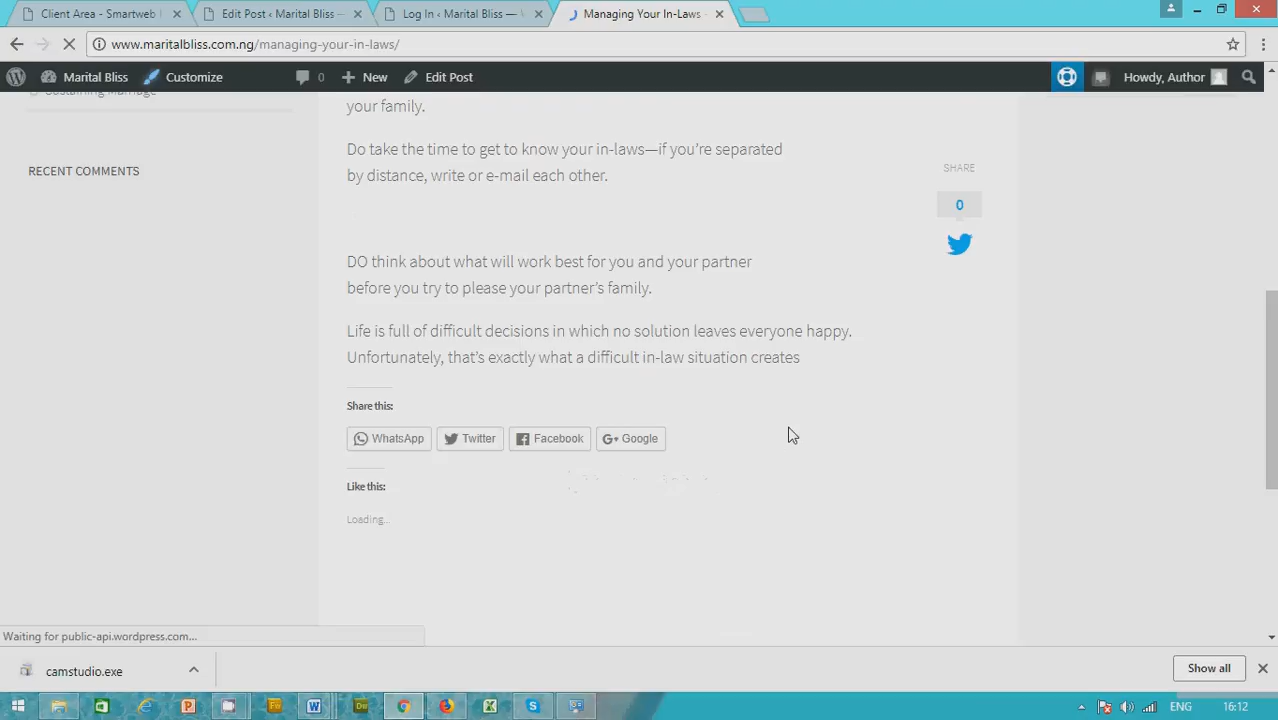 Client Area - Smartweb
Edit Post ‹ Marital Bliss —
Log In ‹ Marital Bliss —
Managing Your In-Laws
www.maritalbliss.com.ng/managing-your-in-laws/
Marital Bliss
Customize
0
New
Edit Post
Howdy, Author
Sustaining Marriage
your family.
Do take the time to get to know your in-laws—if you're separated
by distance, write or e-mail each other.
RECENT COMMENTS
SHARE
0
DO think about what will work best for you and your partner
before you try to please your partner's family.
Life is full of difficult decisions in which no solution leaves everyone happy.
Unfortunately, that's exactly what a difficult in-law situation creates
Share this:
WhatsApp
Twitter
Facebook
Google
Like this:
Loading...
Waiting for public-api.wordpress.com...
camstudio.exe
Show all
ENG
16:12